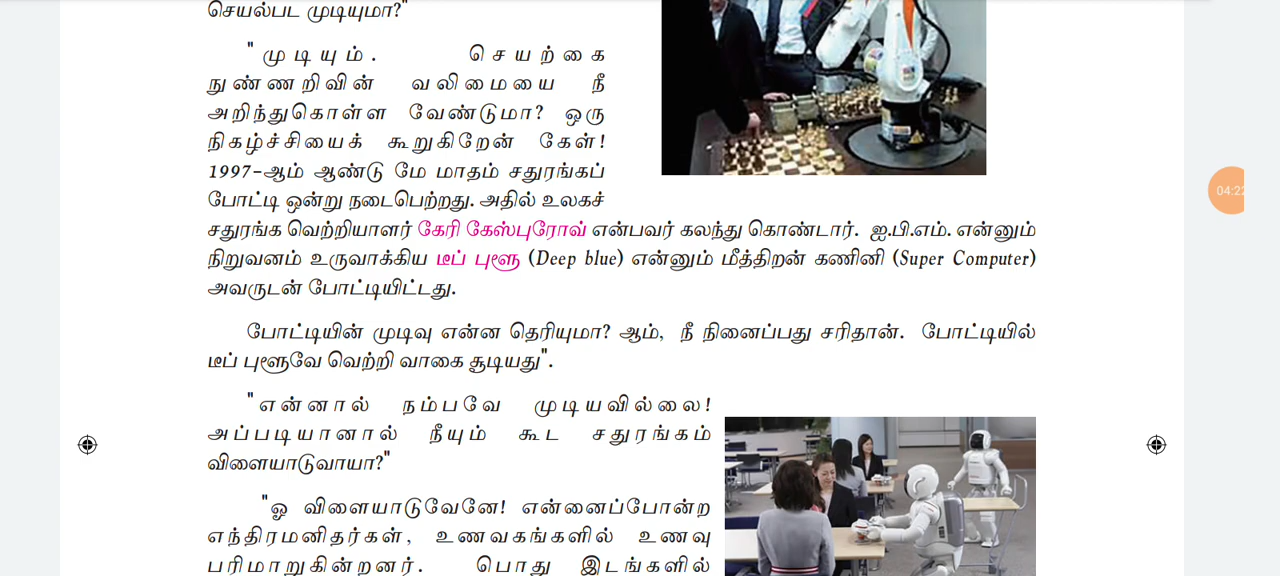 செயல்பட முடியுமா?"
"முடியும். செயற்கை
நுண்ணறிவின் வலிமையை நீ
அறிந்துகொள்ள வேண்டுமா? ஒரு
நிகழ்ச்சியைக் கூறுகிறேன் கேள்!
1997-ஆம் ஆண்டு மே மாதம் சதுரங்கப்
போட்டி ஒன்று நடைபெற்றது. அதில் உலகச்
சதுரங்க வெற்றியாளர் கேரி கேஸ்புரோவ் என்பவர் கலந்து கொண்டார். ஐ.பி.எம். என்னும்
நிறுவனம் உருவாக்கிய டீப் புளூ (Deep blue) என்னும் மீத்திறன் கணினி (Super Computer)
அவருடன் போட்டியிட்டது.
போட்டியின் முடிவு என்ன தெரியுமா? ஆம், நீ நினைப்பது சரிதான். போட்டியில்
டீப் புளூவே வெற்றி வாகை சூடியது".
"என்னால் நம்பவே முடியவில்லை!
அப்படியானால் நீயும் கூட சதுரங்கம்
விளையாடுவாயா?"
"ஓ விளையாடுவேனே! என்னைப்போன்ற
எந்திரமனிதர்கள், உணவகங்களில் உணவு
பரிமாறுகின்றனர். பொது இடங்களில்
04:22